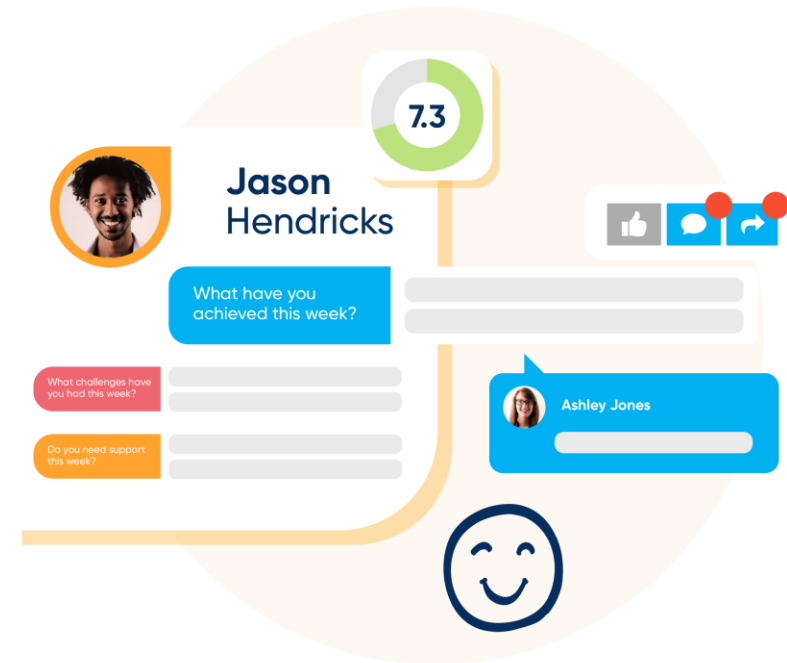 7.3
Jason
Hendricks
What have you
achieved this week?
What challenges have
you had this week?
Do you need support
this week?
Ashley Jones